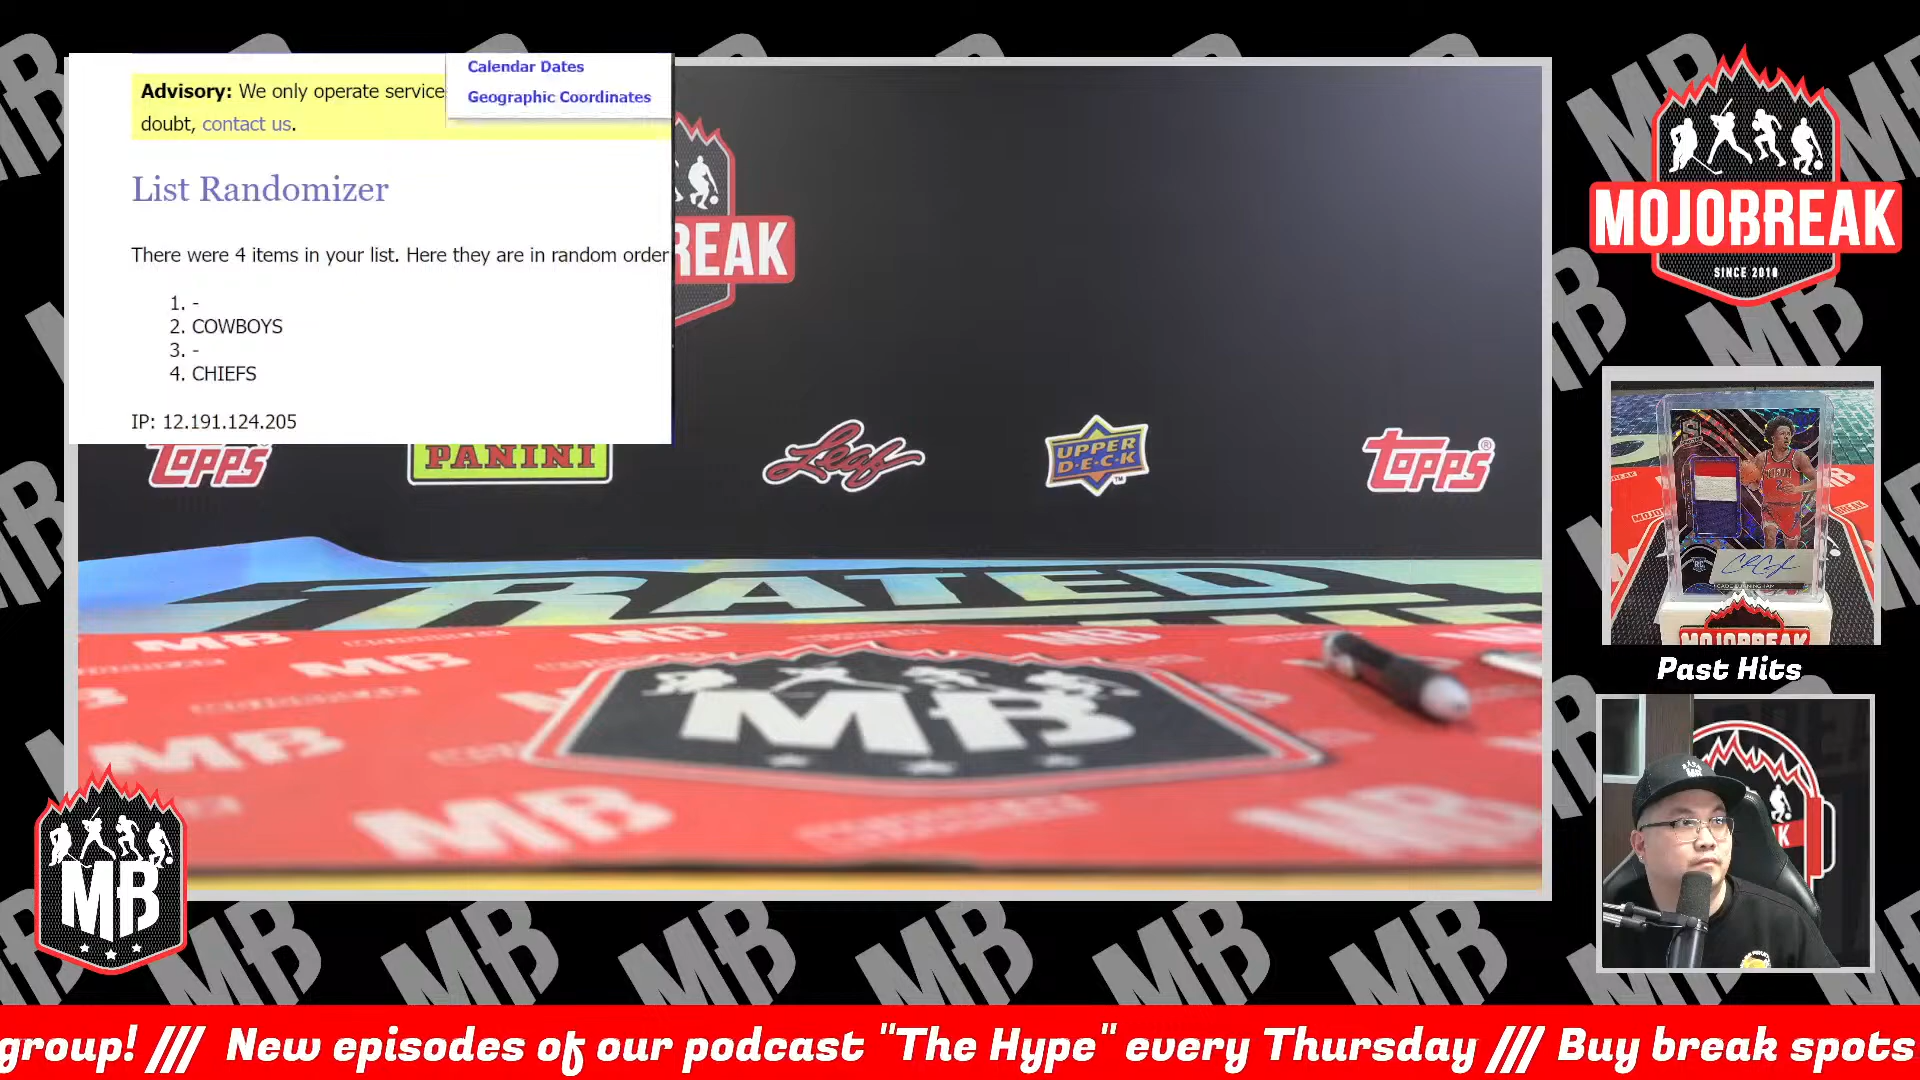 Calendar Dates
Geographic Coordinates
Advisory: We only operate service
doubt, contact us.
List Randomizer
There were 4 items in your list. Here they are in random order
1. -
2. COWBOYS
3. -
4. CHIEFS
IP: 12.191.124.205
REAK
MOJOBREAK
SINCE 2010
TOPPS
PANINI
Leaf
UPPER
D·E·C·K
TOPPS
RATED
MB
MOJOBREAK
Past Hits
MB
group! /// New episodes of our podcast "The Hype" every Thursday /// Buy break spots